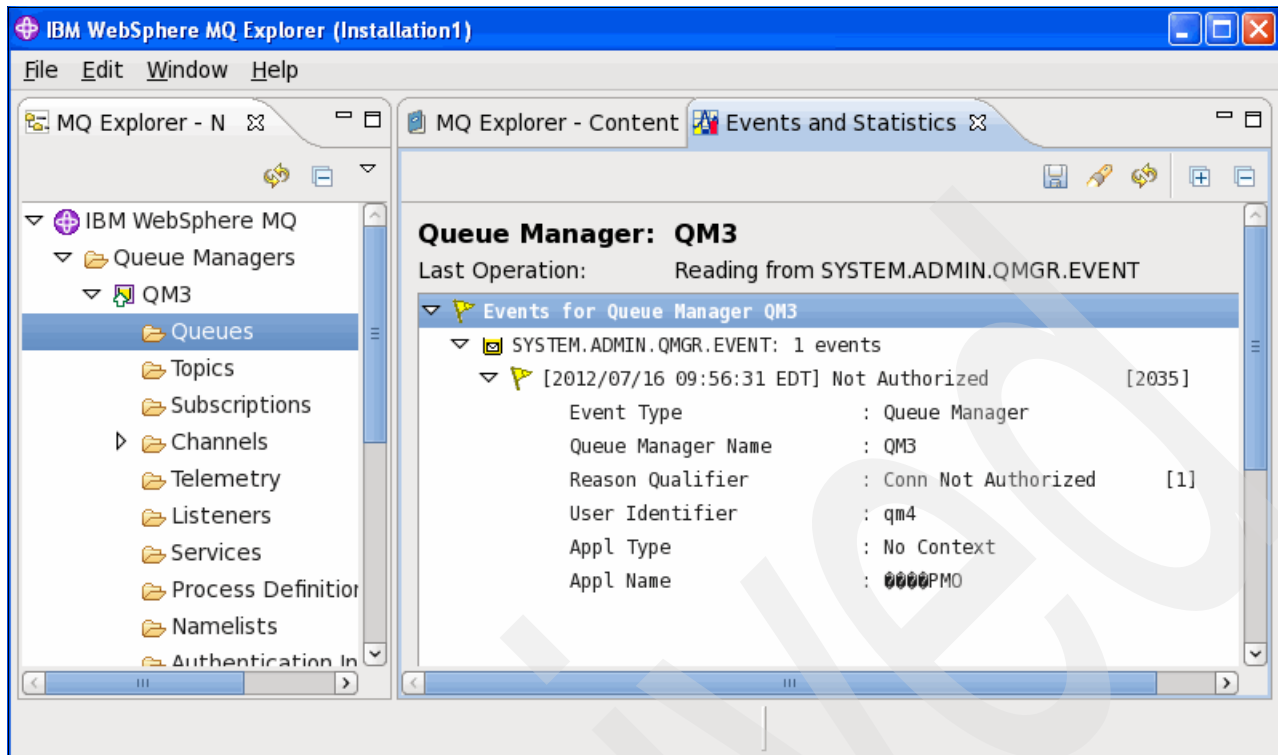 IBM WebSphere MQ Explorer (Installation1)
File Edit Window Help
MQ Explorer - N
MQ Explorer - Content
Events and Statistics
IBM WebSphere MQ
Queue Managers
QM3
Queues
Topics
Subscriptions
Channels
Telemetry
Listeners
Services
Process Definition
Namelists
Authentication In
Queue Manager: QM3
Last Operation: Reading from SYSTEM.ADMIN.QMGR.EVENT
Events for Queue Manager QM3
SYSTEM.ADMIN.QMGR.EVENT: 1 events
[2012/07/16 09:56:31 EDT] Not Authorized [2035]
Event Type : Queue Manager
Queue Manager Name : QM3
Reason Qualifier : Conn Not Authorized [1]
User Identifier : qm4
Appl Type : No Context
Appl Name : ����PMO